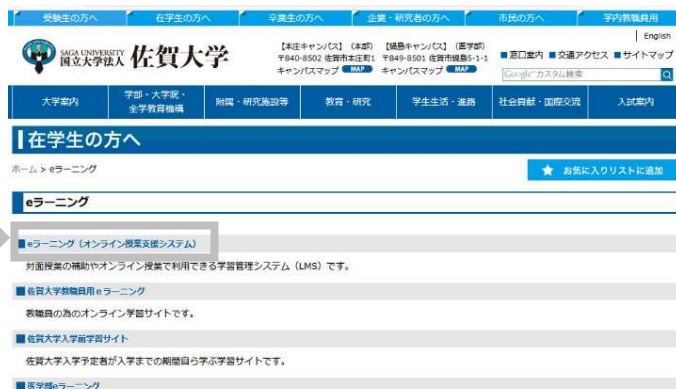 受験生の方へ 在学生の方へ 卒業生の方へ 企業・研究者の方へ 市民の方へ 学内教職員用
English
SAGA UNIVERSITY
国立大学法人 佐賀大学
【本庄キャンパス】（本部） 【鍋島キャンパス】（医学部）
〒840-8502 佐賀市本庄町1 〒849-8501 佐賀市鍋島5-1-1
キャンパスマップ MAP キャンパスマップ MAP
■窓口案内 ■交通アクセス ■サイトマップ
Google カスタム検索
大学案内 学部・大学院・全学教育機構 附属・研究施設等 教育・研究 学生生活・進路 社会貢献・国際交流 入試案内
在学生の方へ
ホーム > eラーニング
★ お気に入りリストに追加
eラーニング
■eラーニング（オンライン授業支援システム）
対面授業の補助やオンライン授業で利用できる学習管理システム（LMS）です。
■佐賀大学教職員用eラーニング
教職員の為のオンライン学習サイトです。
■佐賀大学入学前学習サイト
佐賀大学入学予定者が入学までの期間自ら学ぶ学習サイトです。
■医学部eラーニング